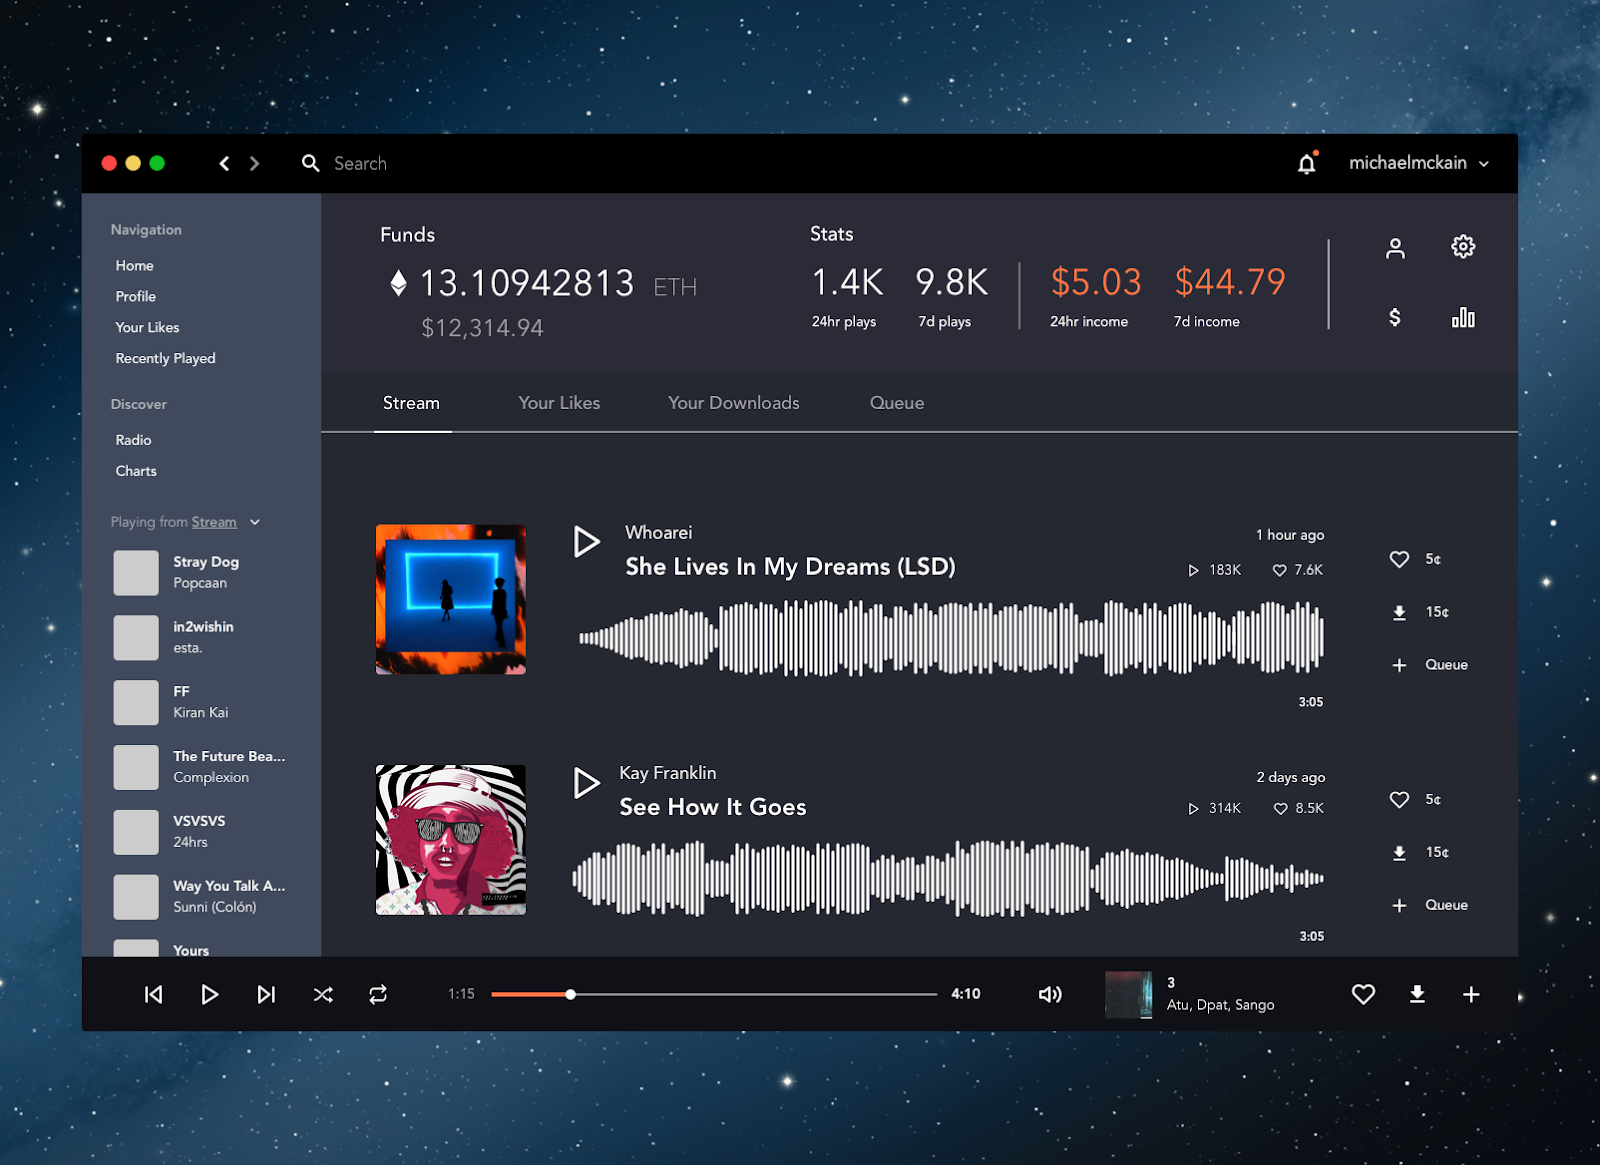 Search
michaelmckain
Navigation
Home
Profile
Your Likes
Recently Played
Discover
Radio
Charts
Playing from Stream
Stray Dog
Popcaan
in2wishin
esta.
FF
Kiran Kai
The Future Bea...
Complexion
VSVSVS
24hrs
Way You Talk A...
Sunni (Colón)
Yours
Funds
13.10942813 ETH
$12,314.94
Stats
1.4K 9.8K $5.03 $44.79
24hr plays 7d plays 24hr income 7d income
$
Stream Your Likes Your Downloads Queue
Whoarei
She Lives In My Dreams (LSD)
1 hour ago
183K 7.6K
3:05
5¢
15¢
Queue
Kay Franklin
See How It Goes
2 days ago
314K 8.5K
3:05
5¢
15¢
Queue
1:15 4:10
3
Atu, Dpat, Sango